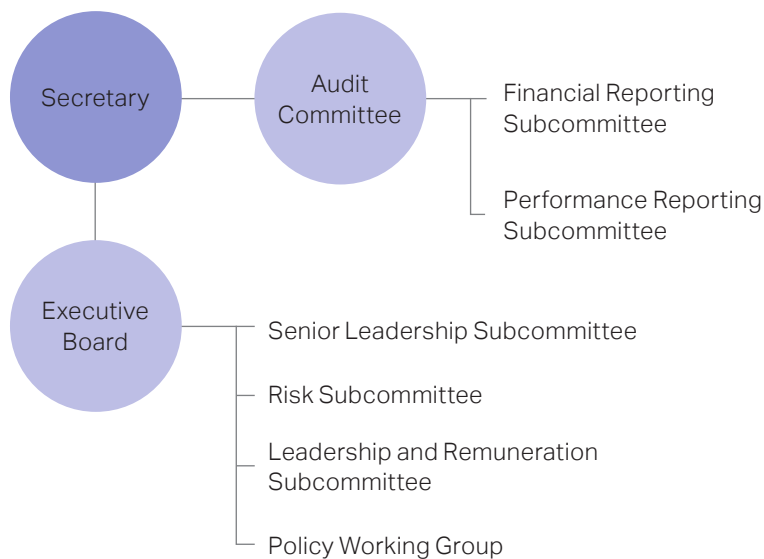 Secretary
Audit
Committee
Financial Reporting
Subcommittee
Performance Reporting
Subcommittee
Executive
Board
Senior Leadership Subcommittee
Risk Subcommittee
Leadership and Remuneration
Subcommittee
Policy Working Group